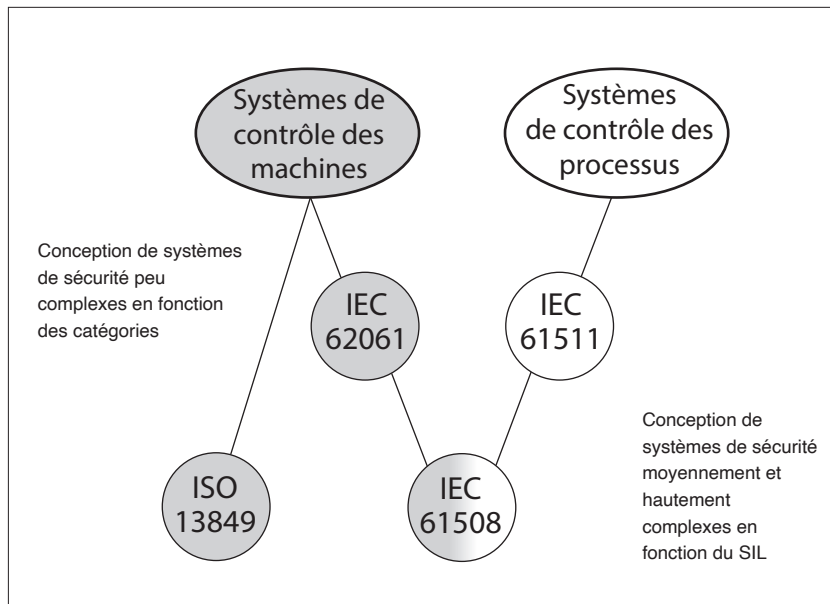 Systèmes de
contrôle des
machines
Systèmes
de contrôle des
processus
Conception de systèmes
de sécurité peu
complexes en fonction
des catégories
IEC
62061
IEC
61511
ISO
13849
IEC
61508
Conception de
systèmes de sécurité
moyennement et
hautement
complexes en
fonction du SIL